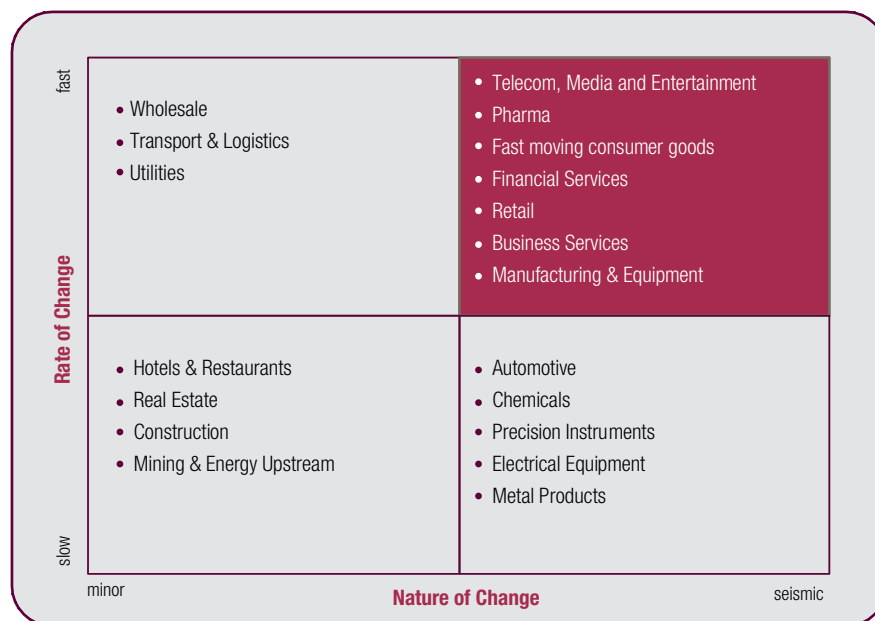 fast
• Wholesale
• Transport & Logistics
• Utilities
• Telecom, Media and Entertainment
• Pharma
• Fast moving consumer goods
• Financial Services
• Retail
• Business Services
• Manufacturing & Equipment
Rate of Change
• Hotels & Restaurants
• Real Estate
• Construction
• Mining & Energy Upstream
• Automotive
• Chemicals
• Precision Instruments
• Electrical Equipment
• Metal Products
slow
minor
Nature of Change
seismic